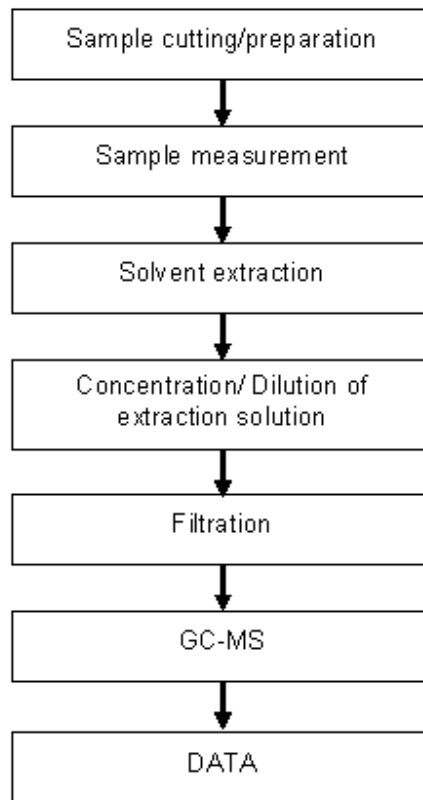 Sample cutting/preparation
Sample measurement
Solvent extraction
Concentration/ Dilution of
extraction solution
Filtration
GC-MS
DATA